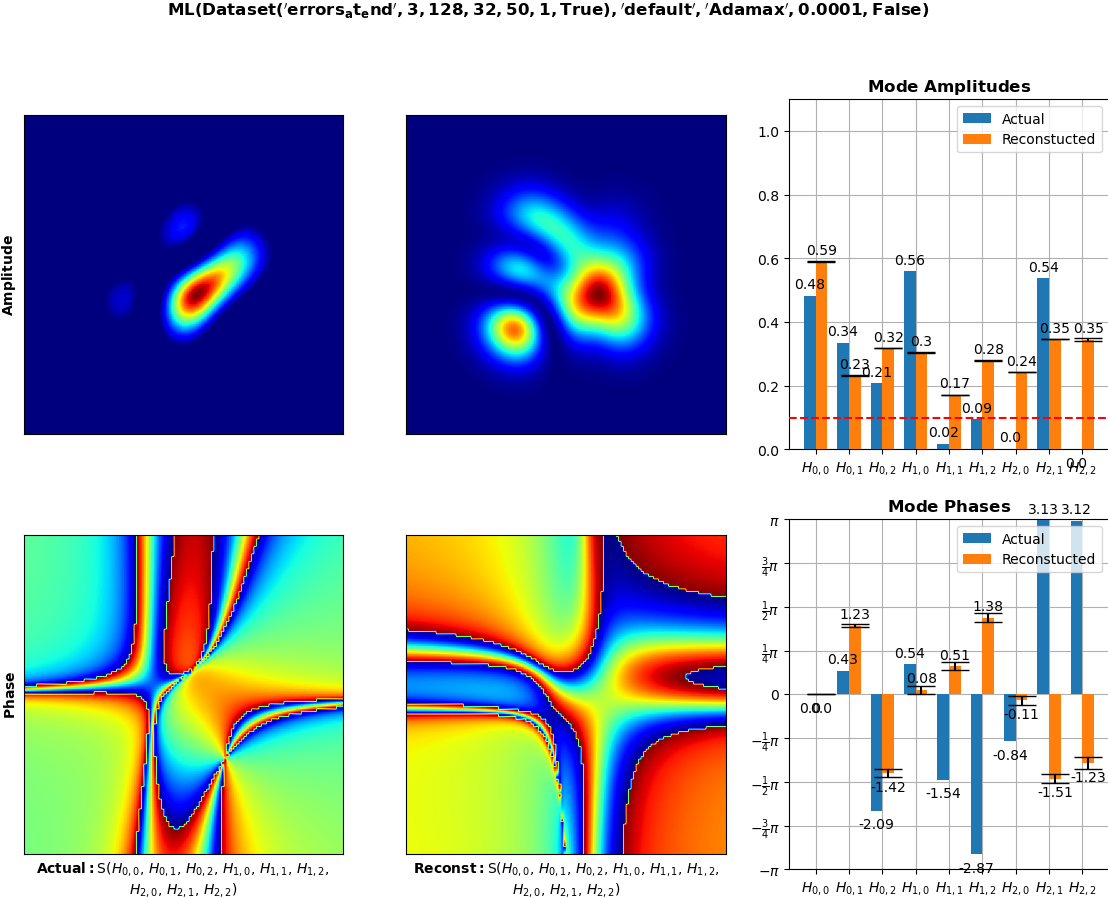 ML(Dataset('errors_at_end', 3, 128, 32, 50, 1, True), 'default', 'Adamax', 0.0001, False)
Amplitude
Mode Amplitudes
Actual
Reconstucted
1.0
0.8
0.6
0.4
0.2
0.0
0.48
0.59
0.34
0.23
0.21
0.32
0.56
0.3
0.02
0.17
0.09
0.28
0.0
0.24
0.54
0.35
0.0
0.35
H0,0 H0,1 H0,2 H1,0 H1,1 H1,2 H2,0 H2,1 H2,2
Phase
Mode Phases
Actual
Reconstucted
π
3/4π
1/2π
1/4π
0
−1/4π
−1/2π
−3/4π
−π
0.0
0.0
0.43
1.23
-2.09
-1.42
0.54
0.08
-1.54
0.51
-2.87
1.38
-0.84
-0.11
3.13
-1.51
3.12
-1.23
H0,0 H0,1 H0,2 H1,0 H1,1 H1,2 H2,0 H2,1 H2,2
Actual: S(H0,0, H0,1, H0,2, H1,0, H1,1, H1,2,
H2,0, H2,1, H2,2)
Reconst: S(H0,0, H0,1, H0,2, H1,0, H1,1, H1,2,
H2,0, H2,1, H2,2)